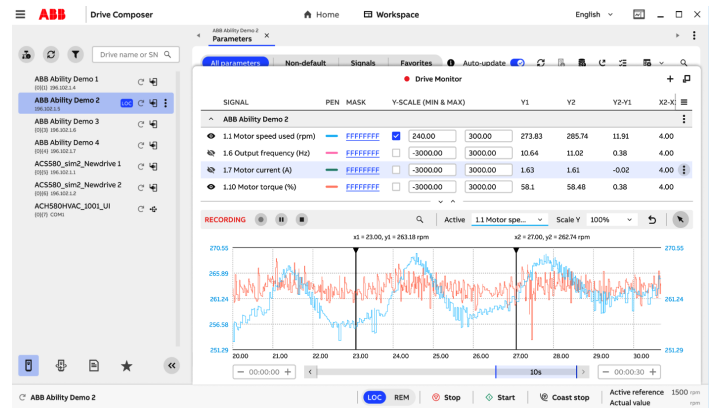 ABB
Drive Composer
Home
Workspace
English
ABB Ability Demo 2
Parameters
Drive name or SN
All parameters
Non-default
Signals
Favorites
Auto-update
Drive Monitor
ABB Ability Demo 1
{0}{1} 196.102.1.4
ABB Ability Demo 2
196.102.1.5
LOC
ABB Ability Demo 3
{0}{3} 196.102.1.6
ABB Ability Demo 4
{0}{4} 196.102.1.7
ACS580_sim2_Newdrive 1
{0}{5} 196.102.1.1
ACS580_sim2_Newdrive 2
{0}{6} 196.102.1.2
ACH580HVAC_1001_UI
{0}{7} COM1
SIGNAL PEN MASK Y-SCALE (MIN & MAX) Y1 Y2 Y2-Y1 X2-X
ABB Ability Demo 2
1.1 Motor speed used (rpm) FFFFFFFF 240.00 300.00 273.83 285.74 11.91 4.00
1.6 Output frequency (Hz) FFFFFFFF -3000.00 3000.00 10.64 11.02 0.38 4.00
1.7 Motor current (A) FFFFFFFF -3000.00 3000.00 1.63 1.61 -0.02 4.00
1.10 Motor torque (%) FFFFFFFF -3000.00 3000.00 58.1 58.48 0.38 4.00
RECORDING
Active 1.1 Motor spe...
Scale Y 100%
x1 = 23.00, y1 = 263.18 rpm
x2 = 27.00, y2 = 262.74 rpm
270.55 270.55
265.89
261.24 261.24
256.58
251.29 251.29
20.00 21.00 22.00 23.00 24.00 25.00 26.00 27.00 28.00 29.00 30.00
00:00:00
10s
00:00:30
ABB Ability Demo 2
LOC
REM
Stop
Start
Coast stop
Active reference 1500 rpm
Actual value rpm